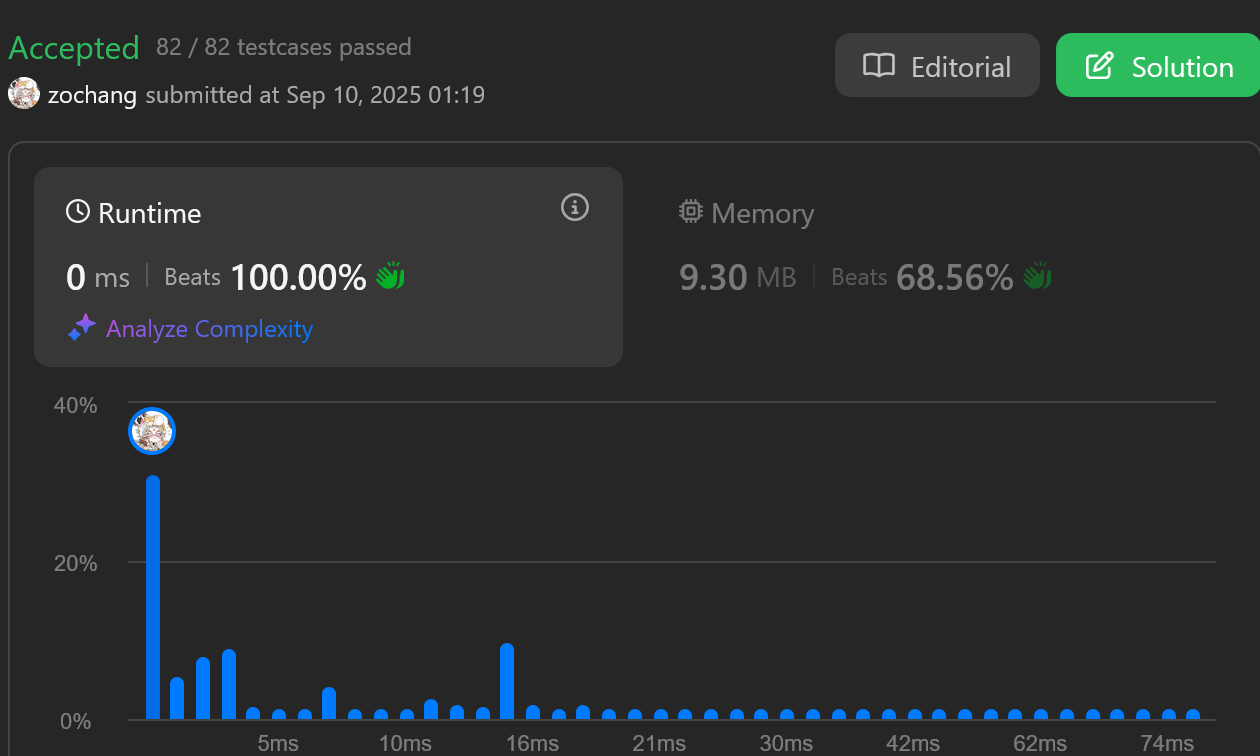 Accepted 82 / 82 testcases passed
zochang submitted at Sep 10, 2025 01:19
Editorial
Solution
Runtime
0 ms | Beats 100.00%
Analyze Complexity
Memory
9.30 MB | Beats 68.56%
40%
20%
0%
5ms 10ms 16ms 21ms 30ms 42ms 62ms 74ms